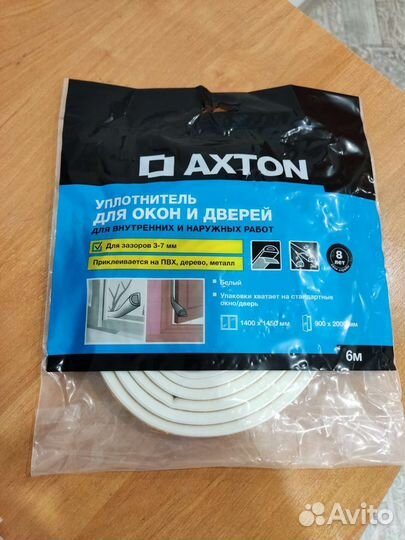 AXTON
УПЛОТНИТЕЛЬ
ДЛЯ ОКОН И ДВЕРЕЙ
ДЛЯ ВНУТРЕННИХ И НАРУЖНЫХ РАБОТ
Для зазоров 3-7 мм
Приклеивается на ПВХ, дерево, металл
8 лет
Белый
Упаковки хватает на стандартные
окно/дверь
1400 x 1450 мм
900 x 2000 мм
6м
Avito